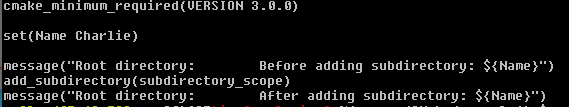 cmake_minimum_required(VERSION 3.0.0)
set(Name Charlie)
message("Root directory:        Before adding subdirectory: ${Name}")
add_subdirectory(subdirectory_scope)
message("Root directory:        After adding subdirectory: ${Name}")